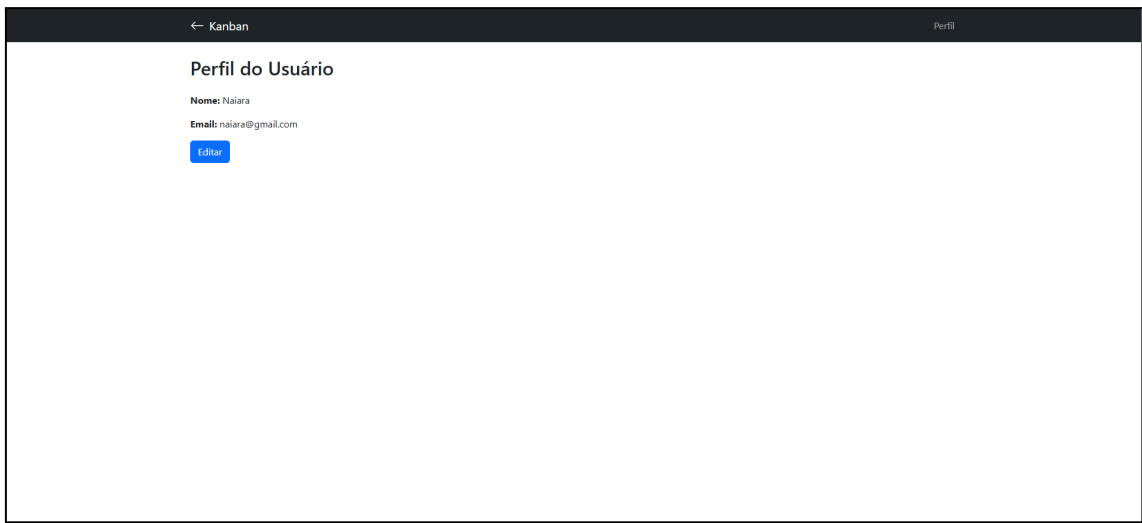 ← Kanban
Perfil
Perfil do Usuário
Nome: Naiara
Email: naiara@gmail.com
Editar